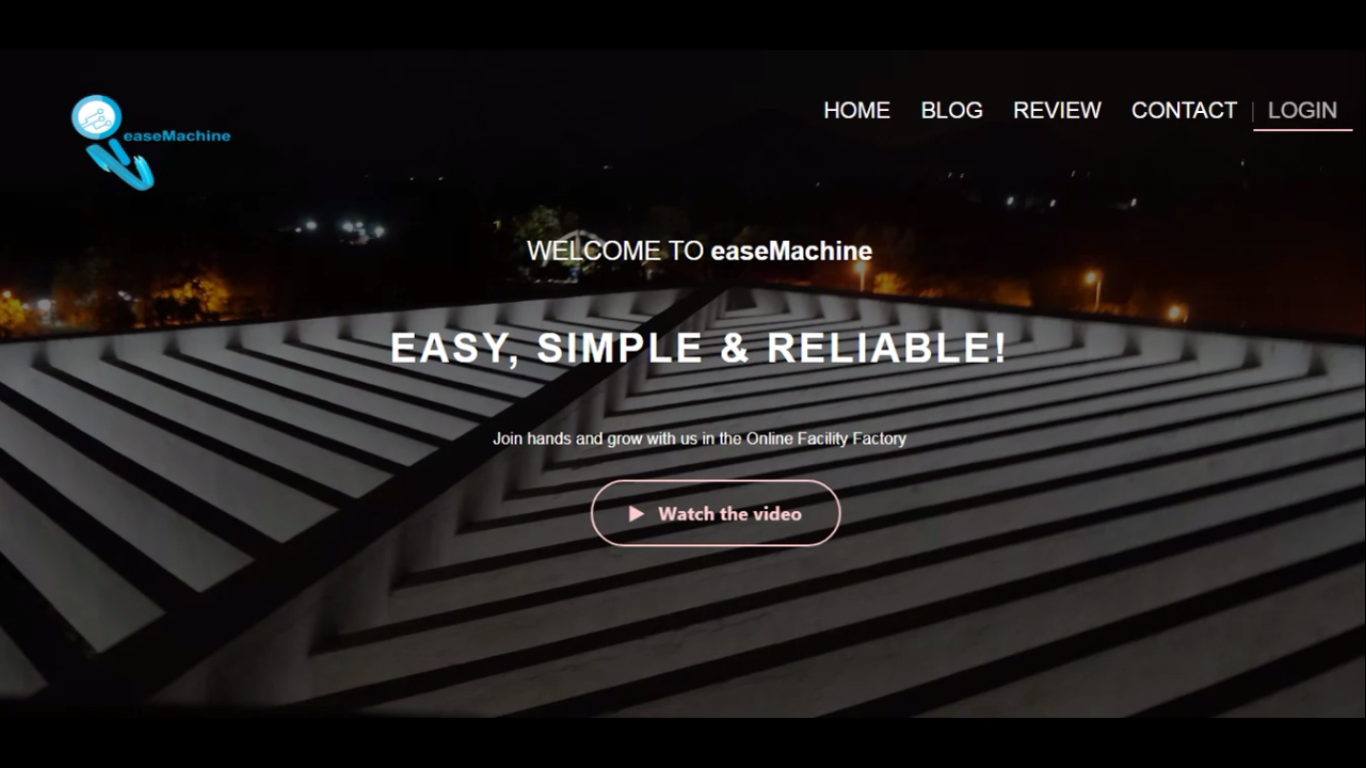 easeMachine
HOME BLOG REVIEW CONTACT | LOGIN
WELCOME TO easeMachine
EASY, SIMPLE & RELIABLE!
Join hands and grow with us in the Online Facility Factory
Watch the video